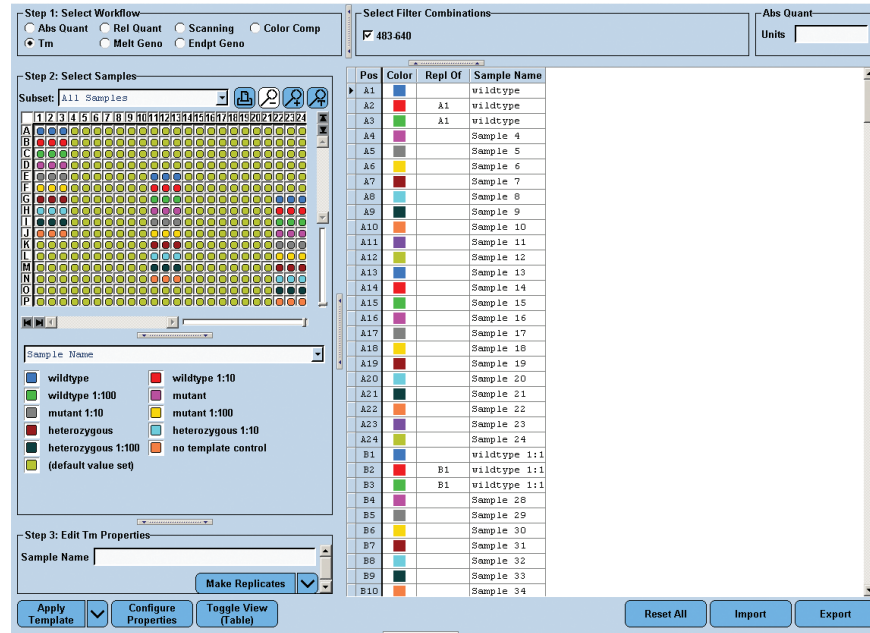 Step 1: Select Workflow
Abs Quant Rel Quant Scanning Color Comp
Tm Melt Geno Endpt Geno
Select Filter Combinations
483-640
Abs Quant
Units
Step 2: Select Samples
Subset: All Samples
1 2 3 4 5 6 7 8 9 10 11 12 13 14 15 16 17 18 19 20 21 22 23 24
A
B
C
D
E
F
G
H
I
J
K
L
M
N
O
P
Sample Name
wildtype wildtype 1:10
wildtype 1:100 mutant
mutant 1:10 mutant 1:100
heterozygous heterozygous 1:10
heterozygous 1:100 no template control
(default value set)
Step 3: Edit Tm Properties
Sample Name
Make Replicates
Pos Color Repl Of Sample Name
A1 wildtype
A2 A1 wildtype
A3 A1 wildtype
A4 Sample 4
A5 Sample 5
A6 Sample 6
A7 Sample 7
A8 Sample 8
A9 Sample 9
A10 Sample 10
A11 Sample 11
A12 Sample 12
A13 Sample 13
A14 Sample 14
A15 Sample 15
A16 Sample 16
A17 Sample 17
A18 Sample 18
A19 Sample 19
A20 Sample 20
A21 Sample 21
A22 Sample 22
A23 Sample 23
A24 Sample 24
B1 wildtype 1:1
B2 B1 wildtype 1:1
B3 B1 wildtype 1:1
B4 Sample 28
B5 Sample 29
B6 Sample 30
B7 Sample 31
B8 Sample 32
B9 Sample 33
B10 Sample 34
Apply Template
Configure Properties
Toggle View (Table)
Reset All Import Export